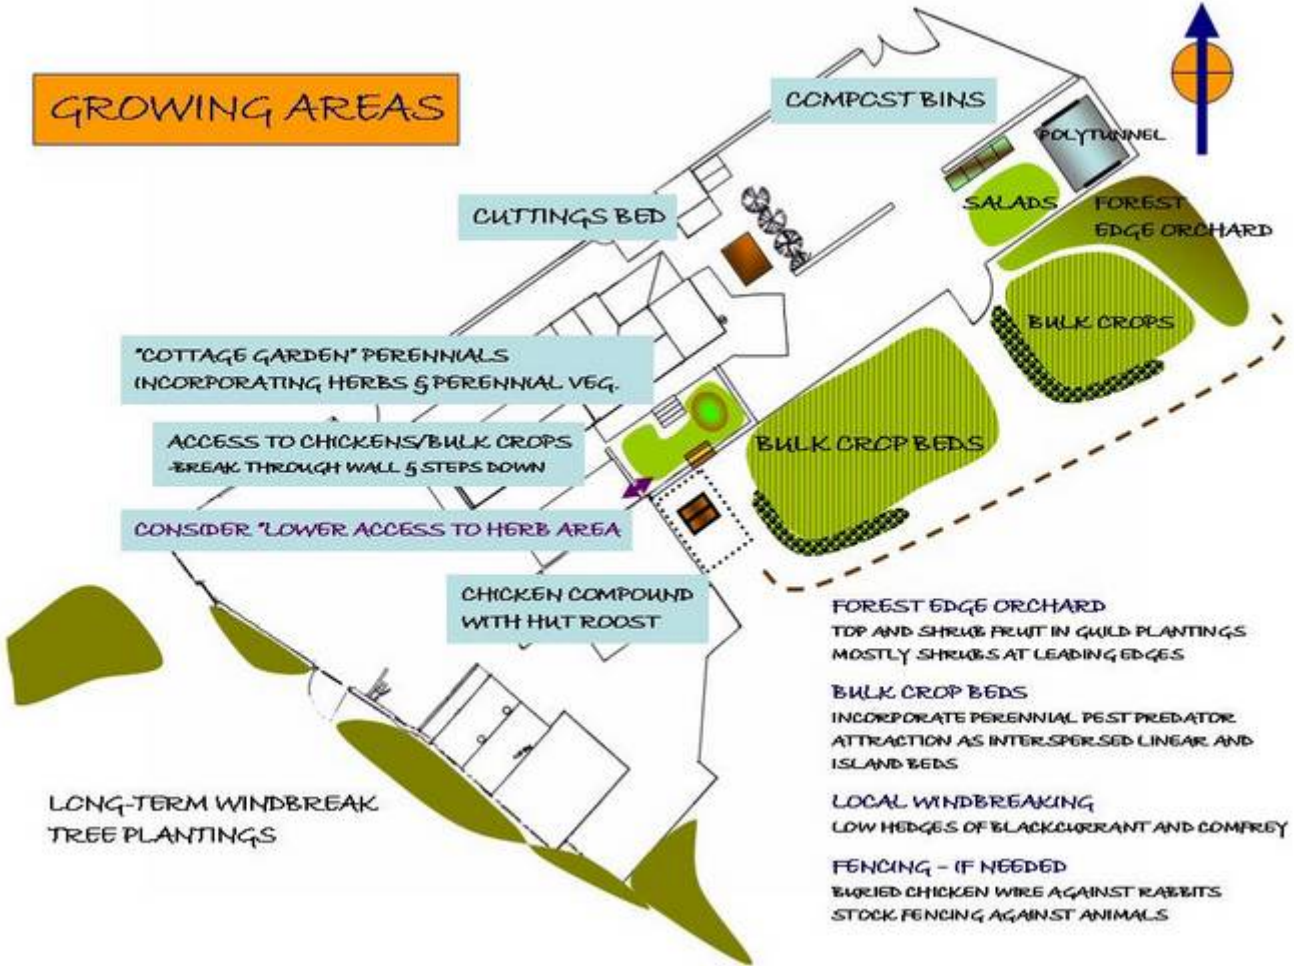 GROWING AREAS
COMPOST BINS
POLYTUNNEL
CUTTINGS BED
SALADS
FOREST
EDGE ORCHARD
BULK CROPS
"COTTAGE GARDEN" PERENNIALS
INCORPORATING HERBS & PERENNIAL VEG.
ACCESS TO CHICKENS/BULK CROPS
-BREAK THROUGH WALL & STEPS DOWN
BULK CROP BEDS
CONSIDER "LOWER ACCESS TO HERB AREA
CHICKEN COMPOUND
WITH HUT ROOST
FOREST EDGE ORCHARD
TOP AND SHRUB FRUIT IN GUILD PLANTINGS
MOSTLY SHRUBS AT LEADING EDGES
BULK CROP BEDS
INCORPORATE PERENNIAL PEST PREDATOR
ATTRACTION AS INTERSPERSED LINEAR AND
ISLAND BEDS
LONG-TERM WINDBREAK
TREE PLANTINGS
LOCAL WINDBREAKING
LOW HEDGES OF BLACKCURRANT AND COMFREY
FENCING - IF NEEDED
BURIED CHICKEN WIRE AGAINST RABBITS
STOCK FENCING AGAINST ANIMALS